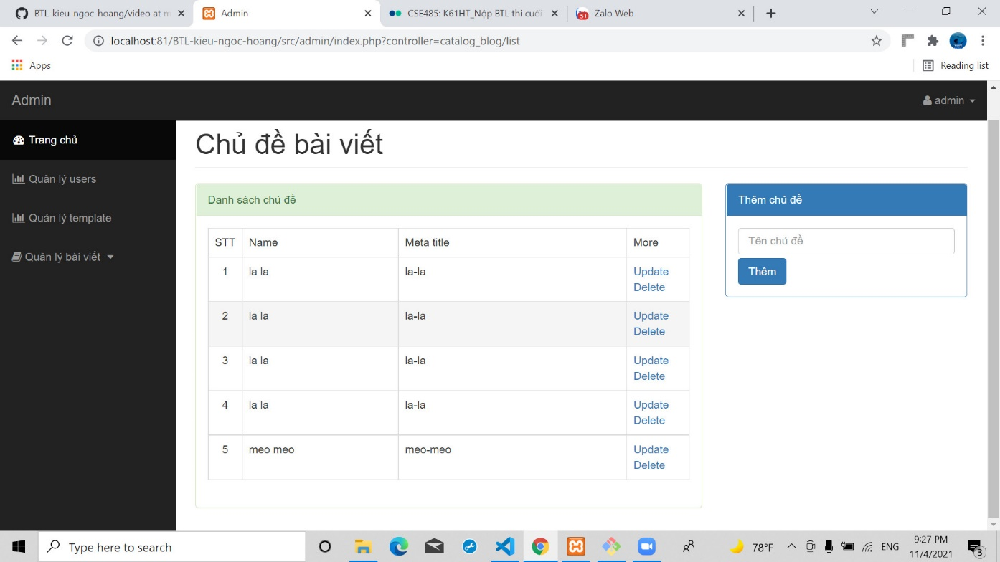 BTL-kieu-ngoc-hoang/video at m
Admin
CSE485: K61HT_Nộp BTL thi cuối
5+
Zalo Web
localhost:81/BTL-kieu-ngoc-hoang/src/admin/index.php?controller=catalog_blog/list
Apps
Reading list
Admin
admin
Trang chủ
Quản lý users
Quản lý template
Quản lý bài viết
Chủ đề bài viết
Danh sách chủ đề
STT Name Meta title More
1 la la la-la Update
Delete
2 la la la-la Update
Delete
3 la la la-la Update
Delete
4 la la la-la Update
Delete
5 meo meo meo-meo Update
Delete
Thêm chủ đề
Tên chủ đề
Thêm
Type here to search
78°F
ENG
9:27 PM
11/4/2021
3